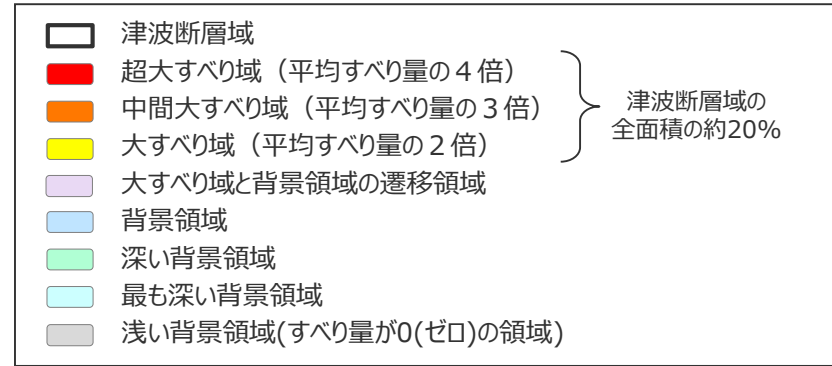 津波断層域
超大すべり域（平均すべり量の４倍）
中間大すべり域（平均すべり量の３倍）
大すべり域（平均すべり量の２倍）
津波断層域の
全面積の約20%
大すべり域と背景領域の遷移領域
背景領域
深い背景領域
最も深い背景領域
浅い背景領域(すべり量が0(ゼロ)の領域)